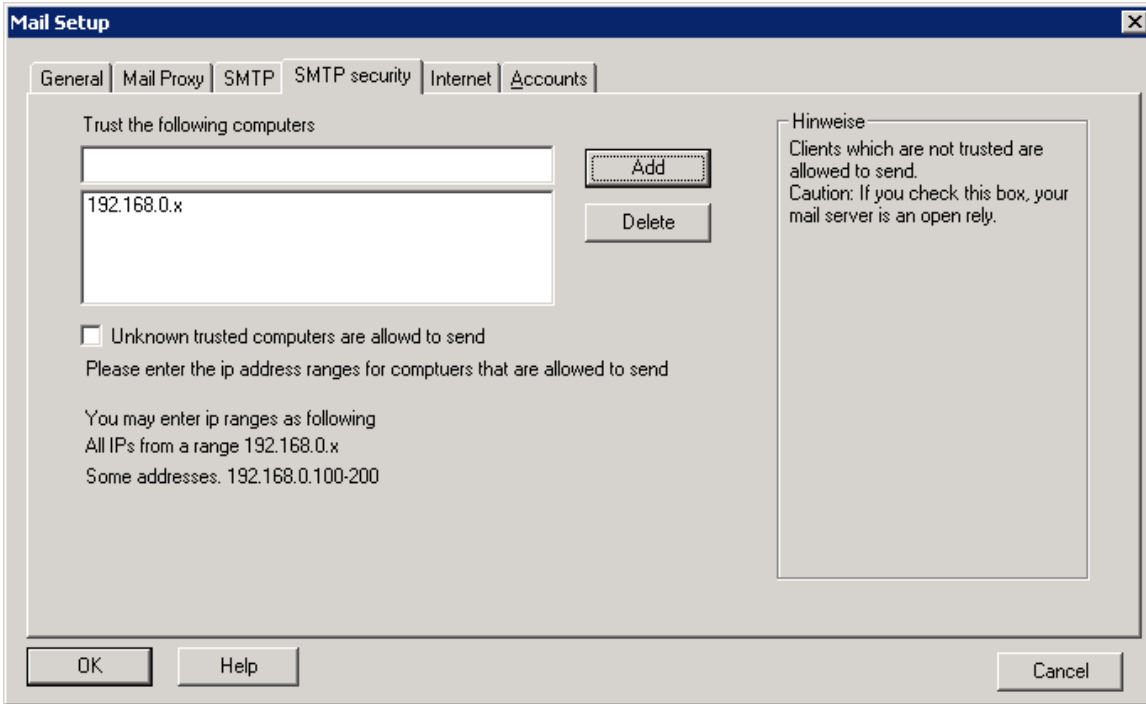 Mail Setup
General
Mail Proxy
SMTP
SMTP security
Internet
Accounts
Trust the following computers
Add
192.168.0.x
Delete
Unknown trusted computers are allowd to send
Please enter the ip address ranges for comptuers that are allowed to send
You may enter ip ranges as following
All IPs from a range 192.168.0.x
Some addresses. 192.168.0.100-200
Hinweise
Clients which are not trusted are
allowed to send.
Caution: If you check this box, your
mail server is an open rely.
OK
Help
Cancel